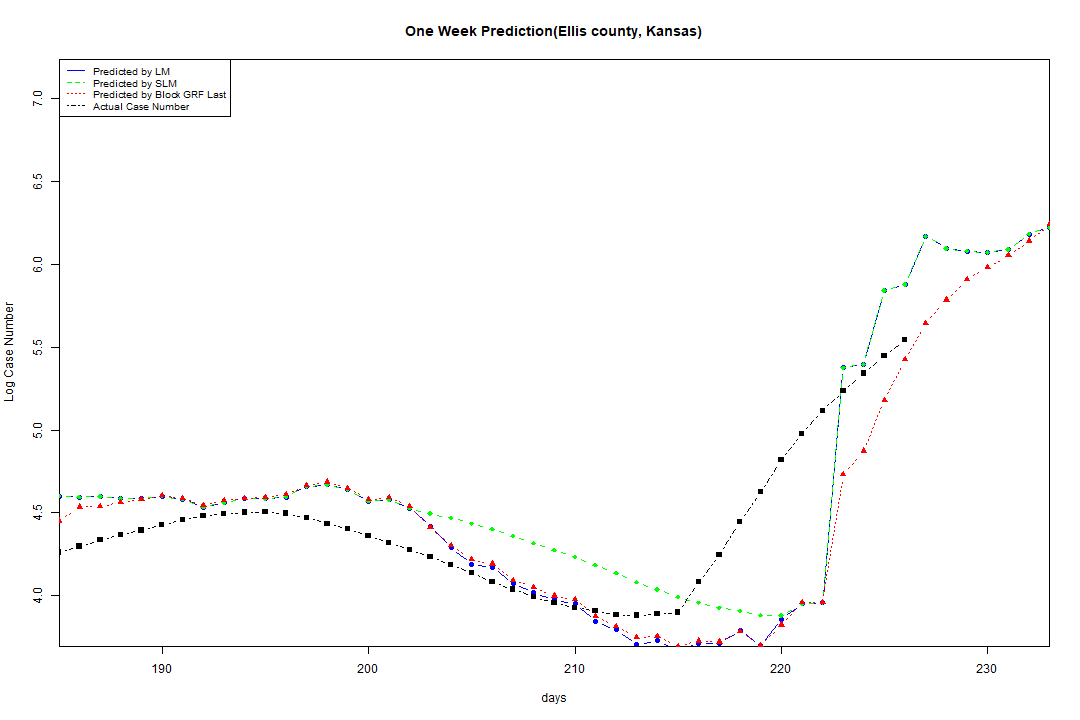 One Week Prediction(Ellis county, Kansas)
Predicted by LM
Predicted by SLM
Predicted by Block GRF Last
Actual Case Number
7.0
6.5
6.0
5.5
5.0
4.5
4.0
Log Case Number
190 200 210 220 230
days